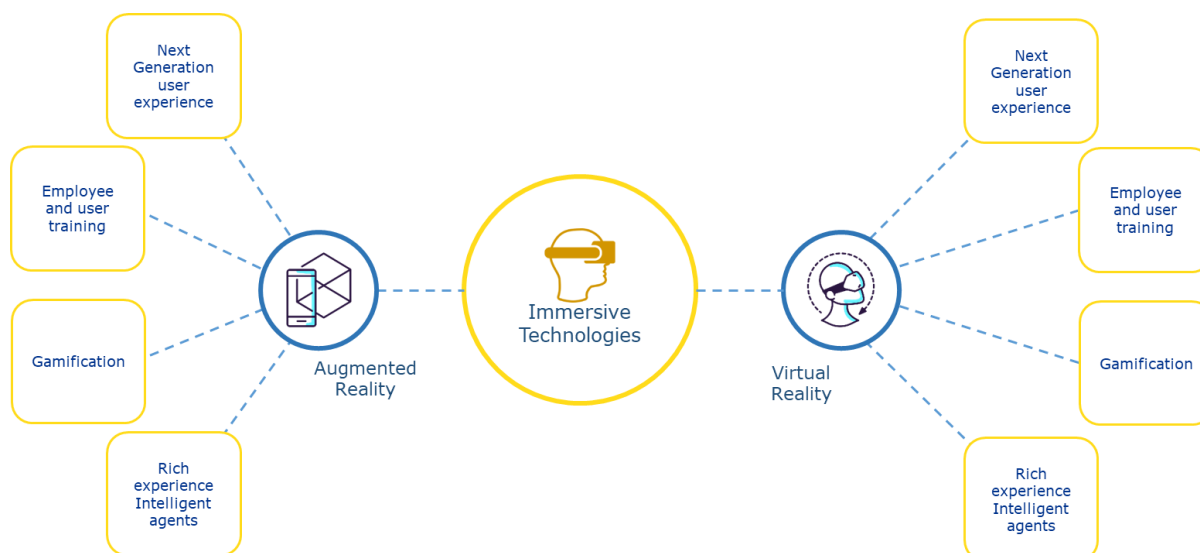 Next
Generation
user
experience
Employee
and user
training
Gamification
Rich
experience
Intelligent
agents
Augmented
Reality
Immersive
Technologies
Virtual
Reality
Next
Generation
user
experience
Employee
and user
training
Gamification
Rich
experience
Intelligent
agents